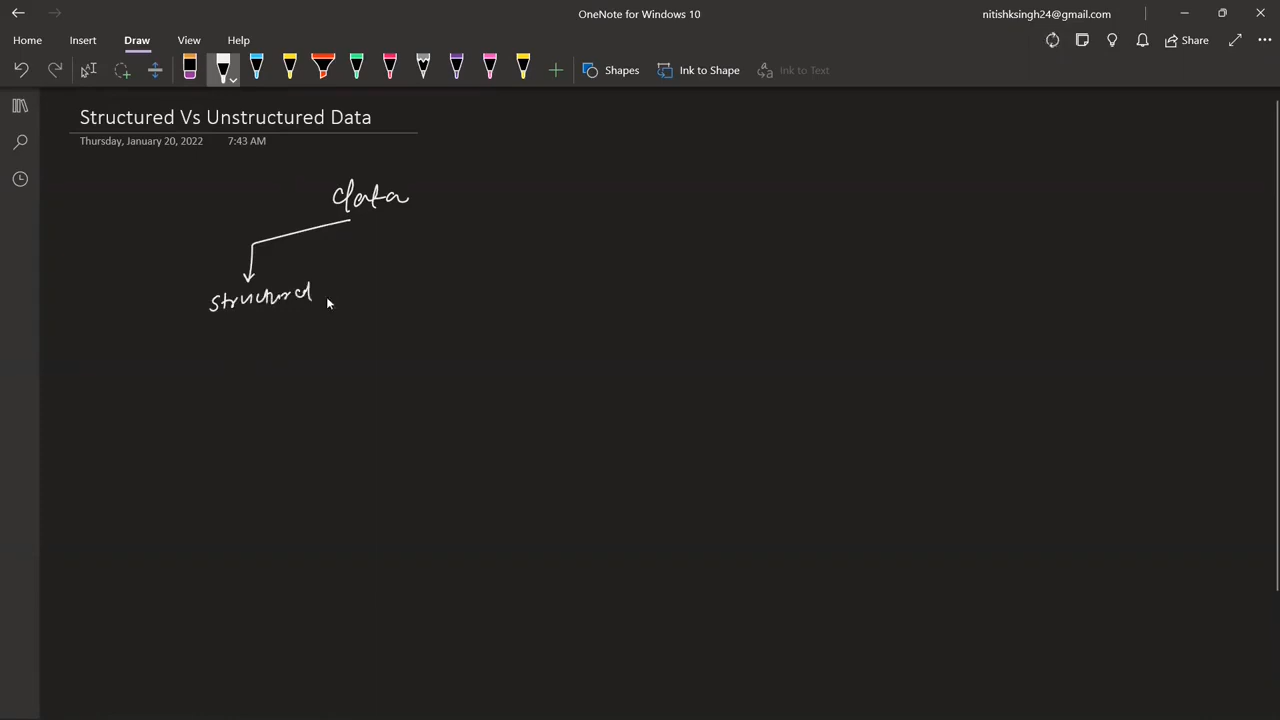 OneNote for Windows 10
nitishksingh24@gmail.com
Home Insert Draw View Help
Share
Shapes Ink to Shape Ink to Text
Structured Vs Unstructured Data
Thursday, January 20, 2022 7:43 AM
data
structured